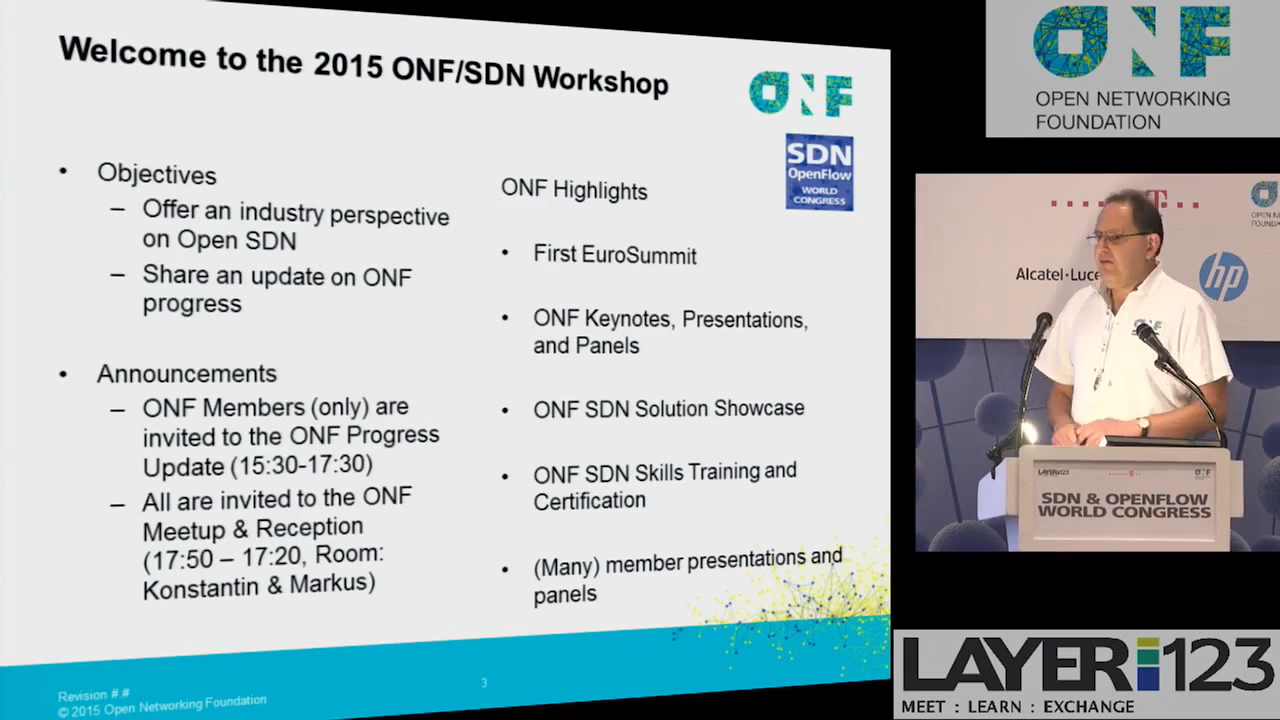 Welcome to the 2015 ONF/SDN Workshop
ONF
SDN
OpenFlow
WORLD
CONGRESS
• Objectives
– Offer an industry perspective
on Open SDN
– Share an update on ONF
progress
• Announcements
– ONF Members (only) are
invited to the ONF Progress
Update (15:30-17:30)
– All are invited to the ONF
Meetup & Reception
(17:50 – 17:20, Room:
Konstantin & Markus)
ONF Highlights
• First EuroSummit
• ONF Keynotes, Presentations,
and Panels
• ONF SDN Solution Showcase
• ONF SDN Skills Training and
Certification
• (Many) member presentations and
panels
Revision # #
© 2015 Open Networking Foundation
3
ONF
OPEN NETWORKING
FOUNDATION
T
OPEN N
FOUNDA
Alcatel·Luce
hp
ONF
LAYER123
SDN & OPENFLOW
WORLD CONGRESS
LAYER123
MEET : LEARN : EXCHANGE